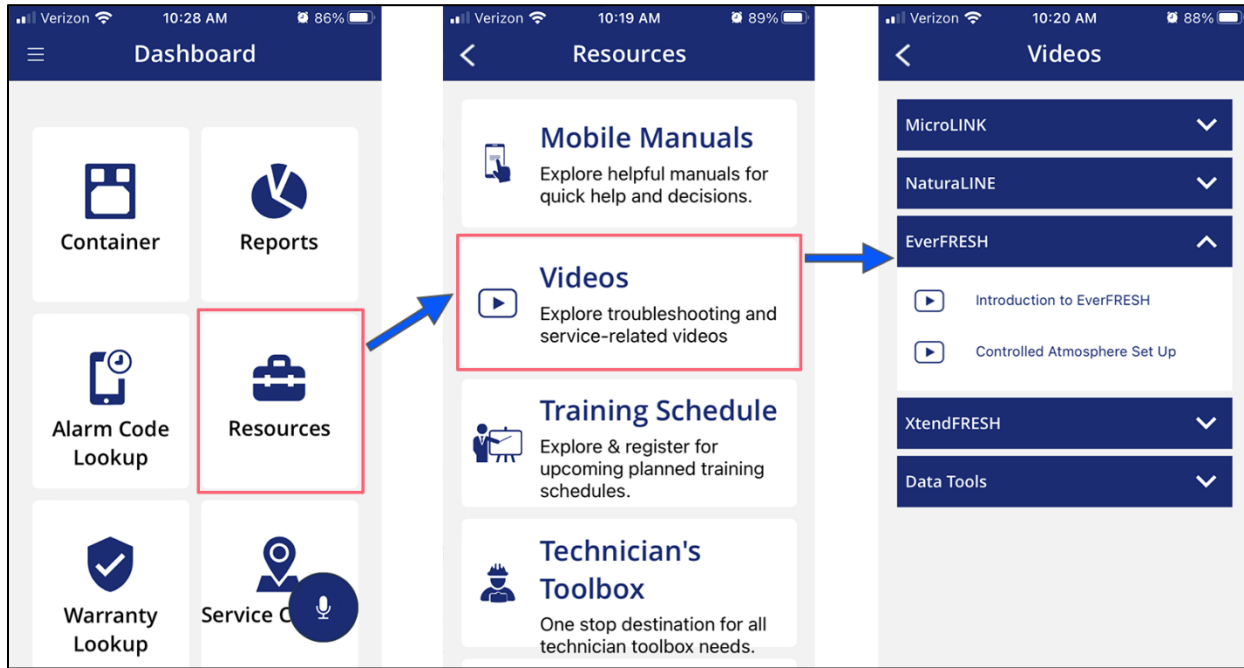 Verizon 10:28 AM 86%
Dashboard
Container
Reports
Alarm Code
Lookup
Resources
Warranty
Lookup
Service C
Verizon 10:19 AM 89%
Resources
Mobile Manuals
Explore helpful manuals for
quick help and decisions.
Videos
Explore troubleshooting and
service-related videos
Training Schedule
Explore & register for
upcoming planned training
schedules.
Technician's
Toolbox
One stop destination for all
technician toolbox needs.
Verizon 10:20 AM 88%
Videos
MicroLINK
NaturaLINE
EverFRESH
Introduction to EverFRESH
Controlled Atmosphere Set Up
XtendFRESH
Data Tools